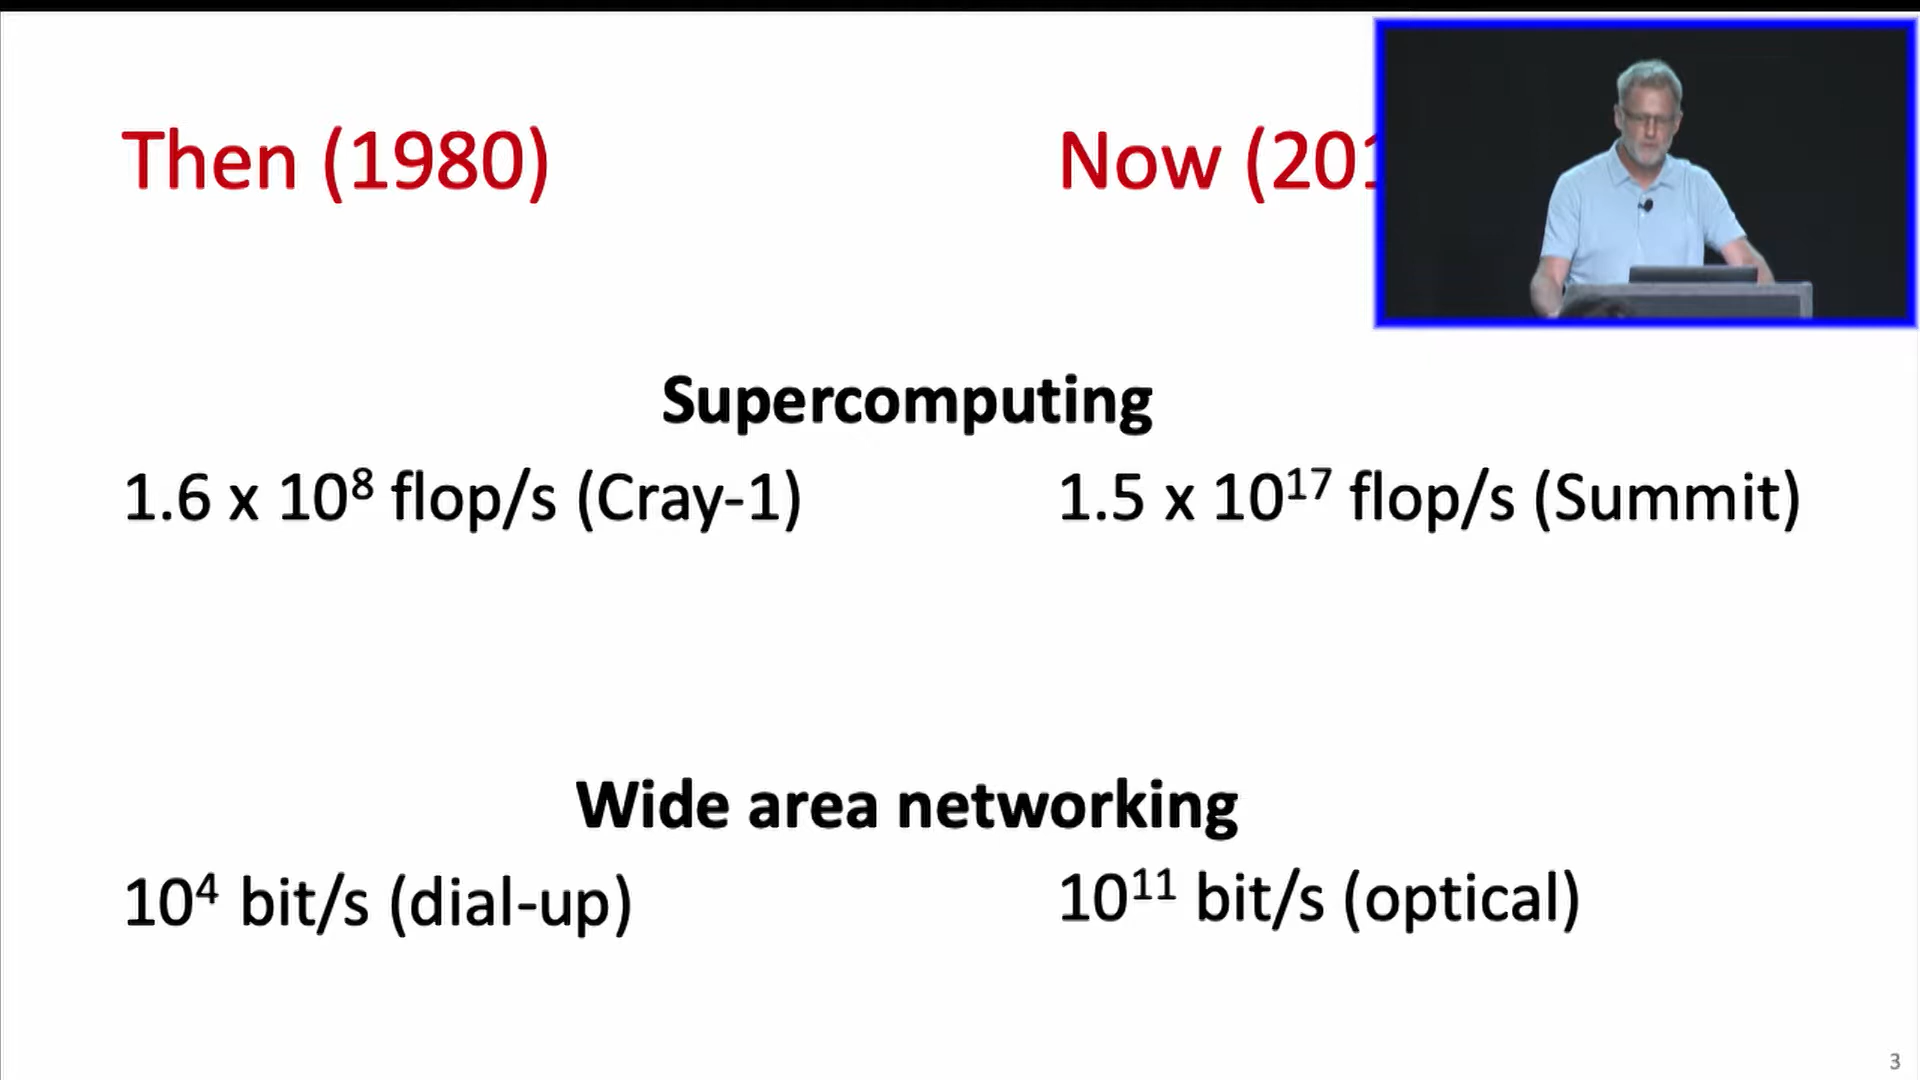 Then (1980)
Now (201
Supercomputing
1.6 x 10⁸ flop/s (Cray-1)
1.5 x 10¹⁷ flop/s (Summit)
Wide area networking
10⁴ bit/s (dial-up)
10¹¹ bit/s (optical)
3